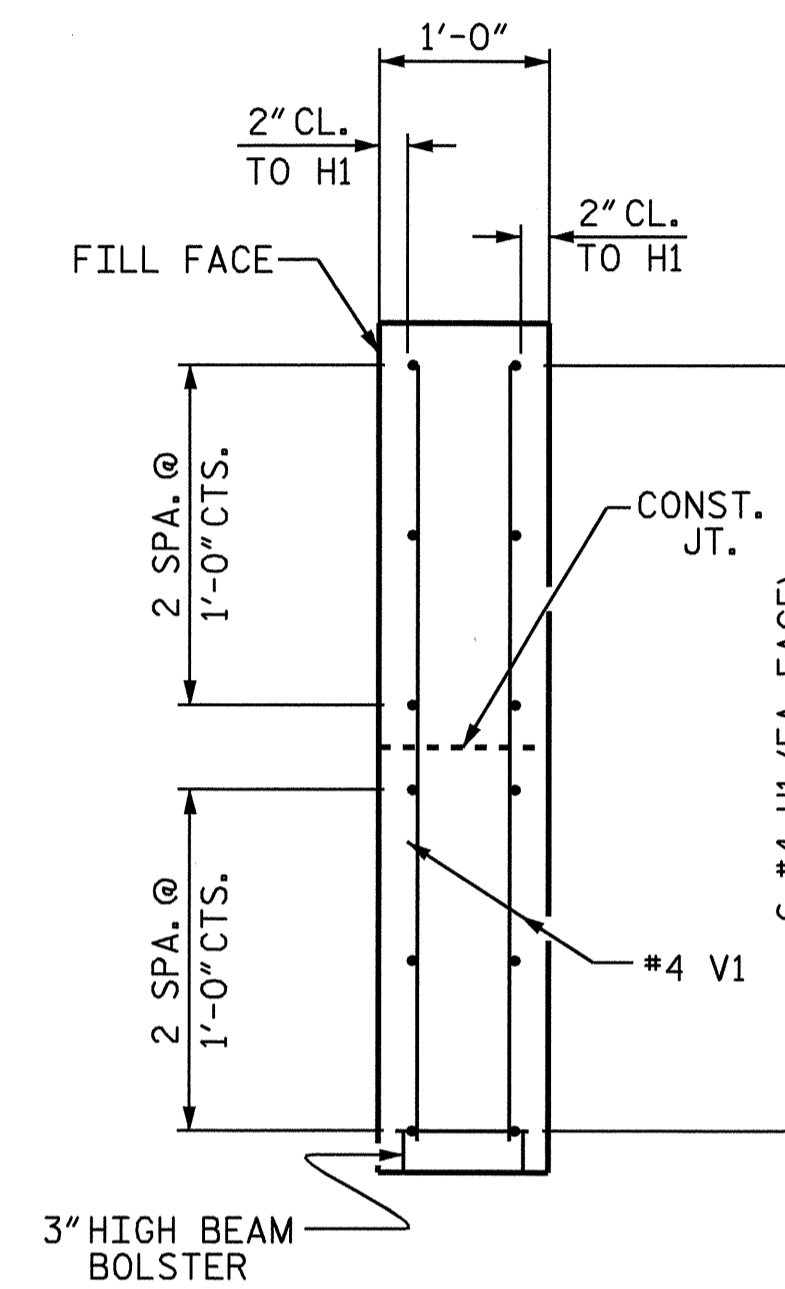 1'-0"
2" CL.
TO H1
2" CL.
TO H1
FILL FACE
2 SPA. @
1'-0" CTS.
CONST.
JT.
2 SPA. @
1'-0" CTS.
#4 V1
3" HIGH BEAM
BOLSTER